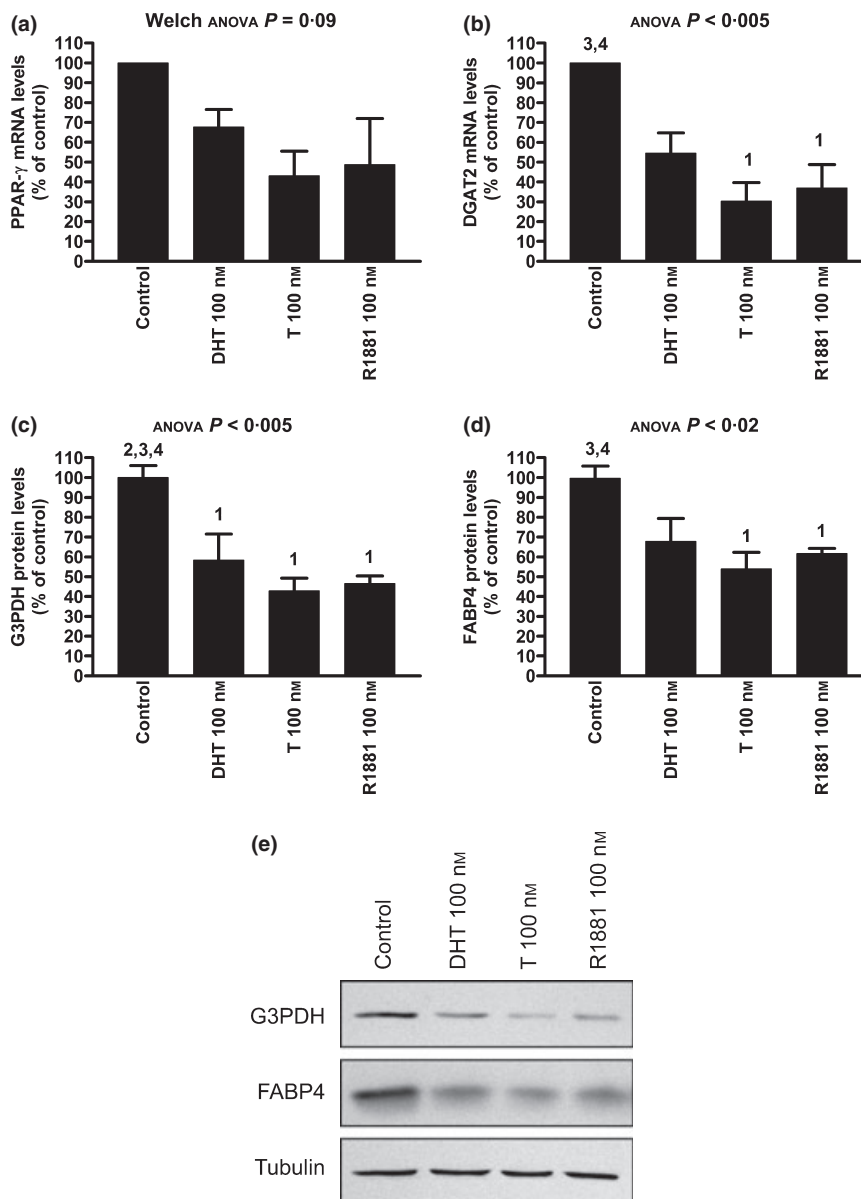 (a)
Welch ANOVA P = 0·09
PPAR-γ mRNA levels
(% of control)
110
100
90
80
70
60
50
40
30
20
10
0
Control
DHT 100 nM
T 100 nM
R1881 100 nM
(b)
ANOVA P < 0·005
DGAT2 mRNA levels
(% of control)
110
100
90
80
70
60
50
40
30
20
10
0
3,4
1
1
Control
DHT 100 nM
T 100 nM
R1881 100 nM
(c)
ANOVA P < 0·005
G3PDH protein levels
(% of control)
110
100
90
80
70
60
50
40
30
20
10
0
2,3,4
1
1
1
Control
DHT 100 nM
T 100 nM
R1881 100 nM
(d)
ANOVA P < 0·02
FABP4 protein levels
(% of control)
110
100
90
80
70
60
50
40
30
20
10
0
3,4
1
1
Control
DHT 100 nM
T 100 nM
R1881 100 nM
(e)
Control
DHT 100 nM
T 100 nM
R1881 100 nM
G3PDH
FABP4
Tubulin